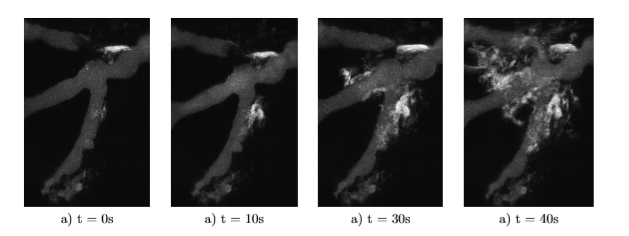 a) t = 0s
a) t = 10s
a) t = 30s
a) t = 40s